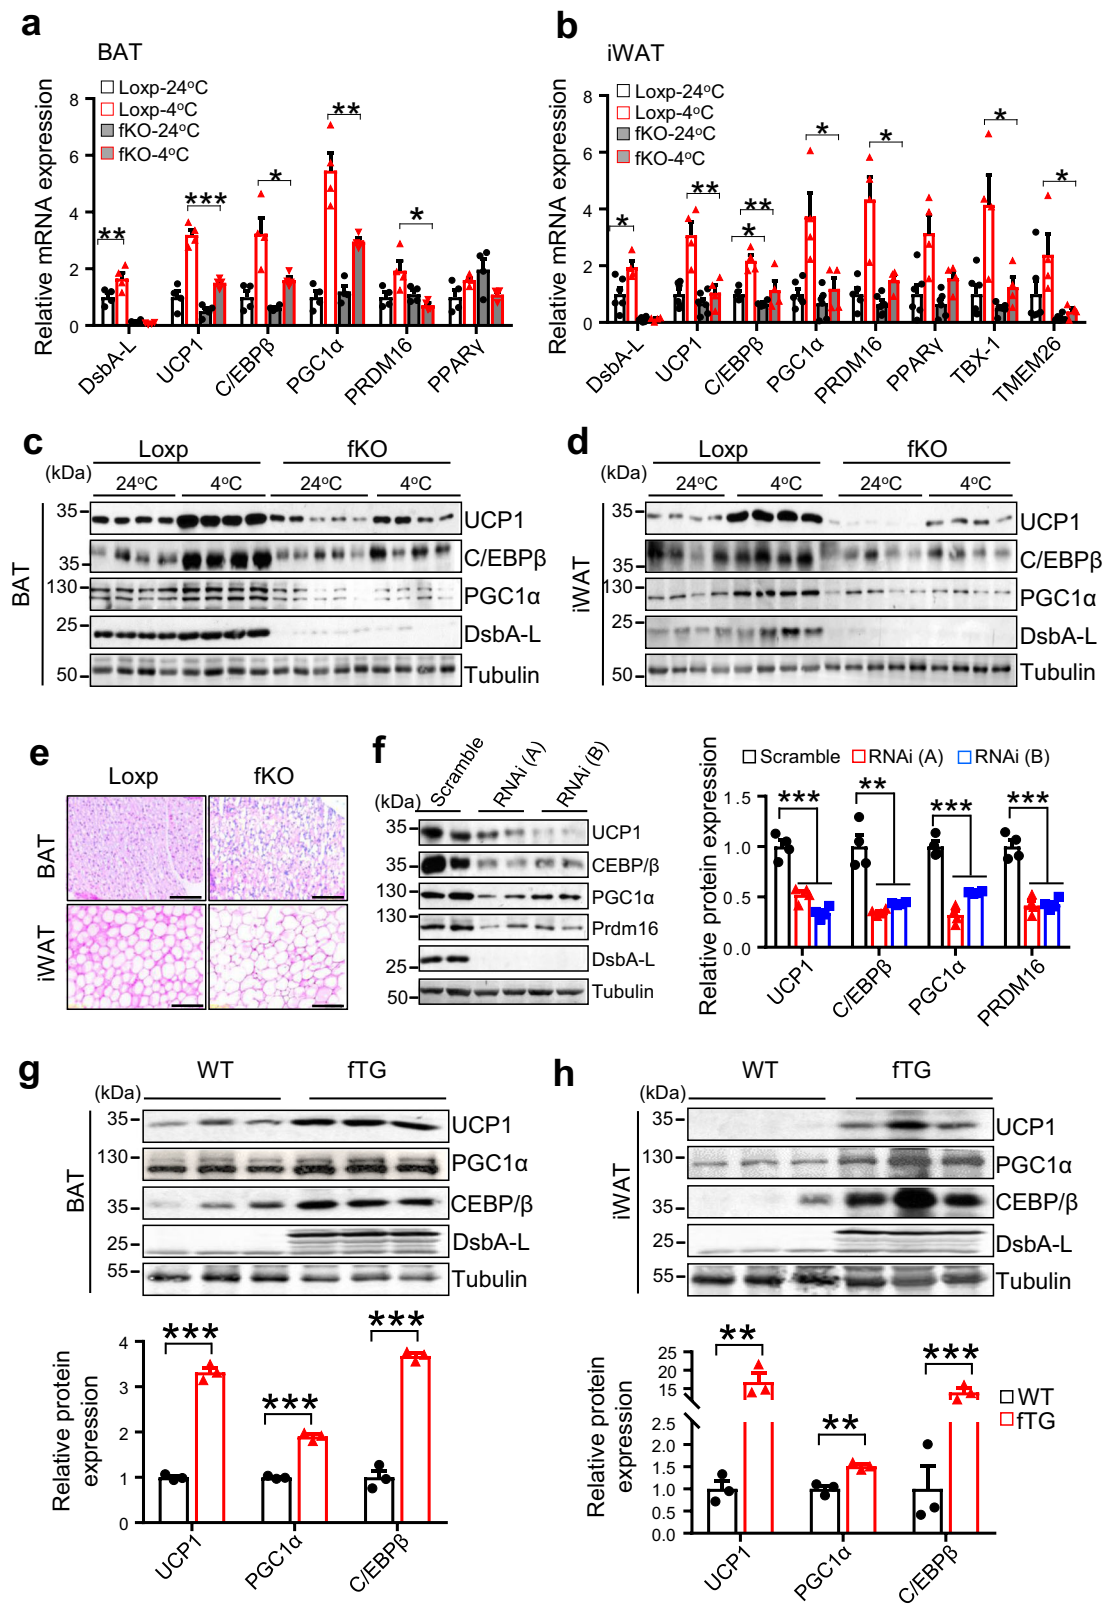 a
BAT
Loxp-24°C
Loxp-4°C
fKO-24°C
fKO-4°C
Relative mRNA expression
8
6
4
2
0
** *** * ** *
DsbA-L UCP1 C/EBPβ PGC1α PRDM16 PPARγ
b
iWAT
Loxp-24°C
Loxp-4°C
fKO-24°C
fKO-4°C
Relative mRNA expression
8
6
4
2
0
* ** * ** * * * *
DsbA-L UCP1 C/EBPβ PGC1α PRDM16 PPARγ TBX-1 TMEM26
c
Loxp fKO
(kDa)
24°C 4°C 24°C 4°C
BAT
35 UCP1
35 C/EBPβ
130 PGC1α
25 DsbA-L
50 Tubulin
d
Loxp fKO
(kDa)
24°C 4°C 24°C 4°C
iWAT
35 UCP1
35 C/EBPβ
130 PGC1α
25 DsbA-L
50 Tubulin
e
Loxp fKO
BAT
iWAT
f
Scramble RNAi (A) RNAi (B)
(kDa)
35 UCP1
35 CEBP/β
130 PGC1α
130 Prdm16
25 DsbA-L
50 Tubulin
Scramble RNAi (A) RNAi (B)
Relative protein expression
1.5
1.0
0.5
0.0
*** ** *** ***
UCP1 C/EBPβ PGC1α PRDM16
g
WT fTG
(kDa)
BAT
35 UCP1
130 PGC1α
35 CEBP/β
25 DsbA-L
55 Tubulin
Relative protein
expression
4
3
2
1
0
*** *** ***
UCP1 PGC1α C/EBPβ
h
WT fTG
(kDa)
iWAT
35 UCP1
130 PGC1α
35 CEBP/β
25 DsbA-L
55 Tubulin
Relative protein
expression
25
20
15
2.5
2.0
1.5
1.0
0.5
0.0
** ** ***
WT
fTG
UCP1 PGC1α C/EBPβ